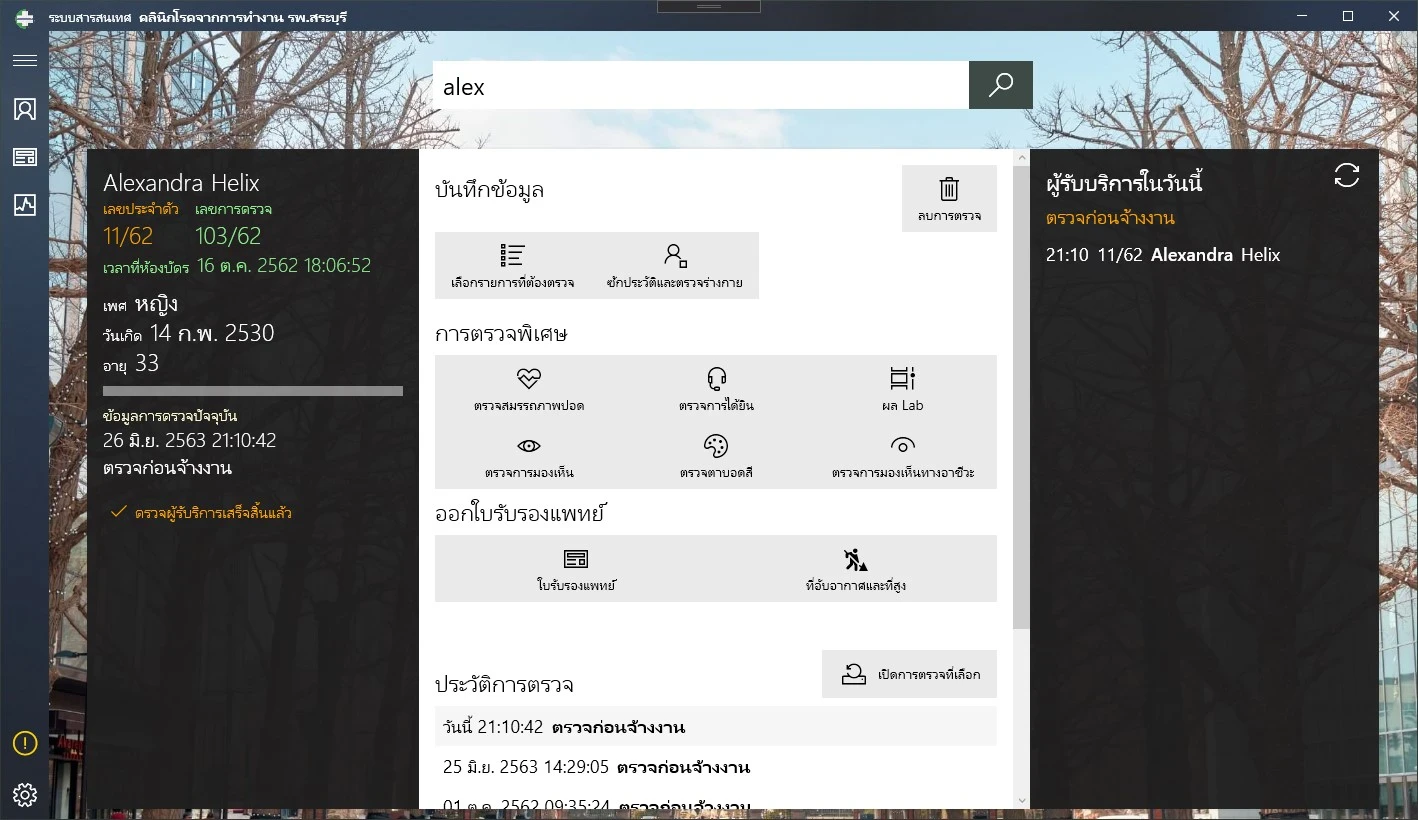 ระบบสารสนเทศ คลินิกโรคจากการทำงาน รพ.สระบุรี
alex
Alexandra Helix
เลขประจำตัว เลขการตรวจ
11/62 103/62
เวลาที่ห้องบัตร 16 ต.ค. 2562 18:06:52
เพศ หญิง
วันเกิด 14 ก.พ. 2530
อายุ 33
ข้อมูลการตรวจปัจจุบัน
26 มิ.ย. 2563 21:10:42
ตรวจก่อนจ้างงาน
ตรวจผู้รับบริการเสร็จสิ้นแล้ว
บันทึกข้อมูล
ลบการตรวจ
เลือกรายการที่ต้องตรวจ ซักประวัติและตรวจร่างกาย
การตรวจพิเศษ
ตรวจสมรรถภาพปอด ตรวจการได้ยิน ผล Lab
ตรวจการมองเห็น ตรวจตาบอดสี ตรวจการมองเห็นทางอาชีวะ
ออกใบรับรองแพทย์
ใบรับรองแพทย์ ที่อับอากาศและที่สูง
ประวัติการตรวจ
เปิดการตรวจที่เลือก
วันนี้ 21:10:42 ตรวจก่อนจ้างงาน
25 มิ.ย. 2563 14:29:05 ตรวจก่อนจ้างงาน
01 ต.ค. 2562 09:35:24 ตรวจก่อนจ้างงาน
ผู้รับบริการในวันนี้
ตรวจก่อนจ้างงาน
21:10 11/62 Alexandra Helix